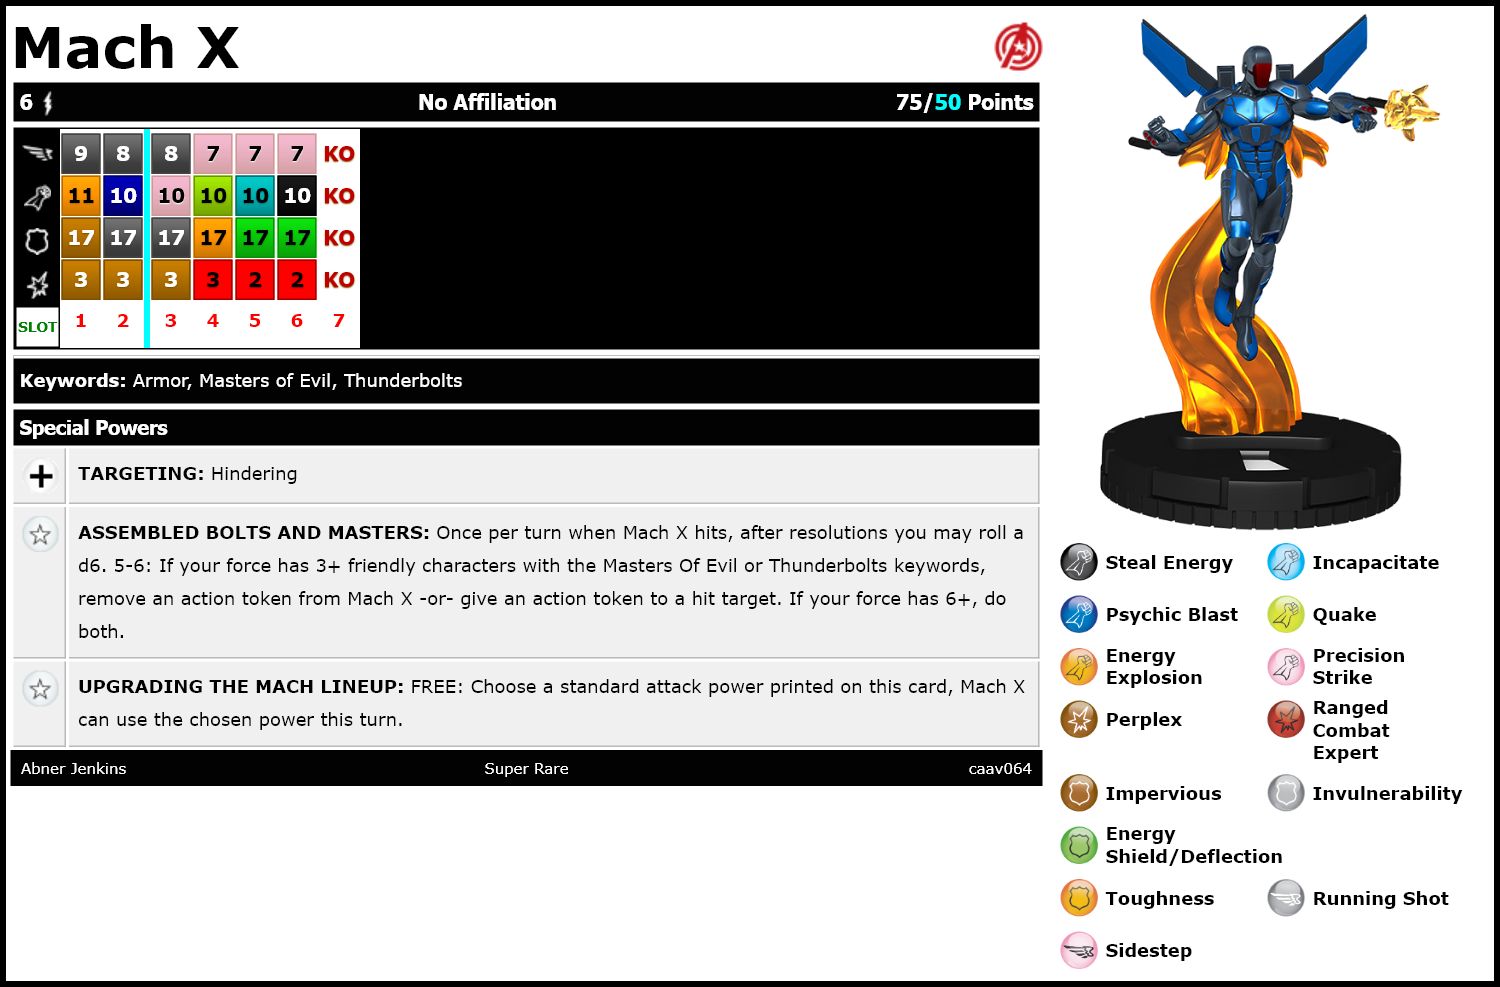 Mach X
6 No Affiliation 75/50 Points
9 8 8 7 7 7 KO
11 10 10 10 10 10 KO
17 17 17 17 17 17 KO
3 3 3 3 2 2 KO
SLOT 1 2 3 4 5 6 7
Keywords: Armor, Masters of Evil, Thunderbolts
Special Powers
TARGETING: Hindering
ASSEMBLED BOLTS AND MASTERS: Once per turn when Mach X hits, after resolutions you may roll a
d6. 5-6: If your force has 3+ friendly characters with the Masters Of Evil or Thunderbolts keywords,
remove an action token from Mach X -or- give an action token to a hit target. If your force has 6+, do
both.
UPGRADING THE MACH LINEUP: FREE: Choose a standard attack power printed on this card, Mach X
can use the chosen power this turn.
Abner Jenkins Super Rare caav064
Steal Energy Incapacitate
Psychic Blast Quake
Energy
Explosion
Precision
Strike
Perplex
Ranged
Combat
Expert
Impervious Invulnerability
Energy
Shield/Deflection
Toughness Running Shot
Sidestep